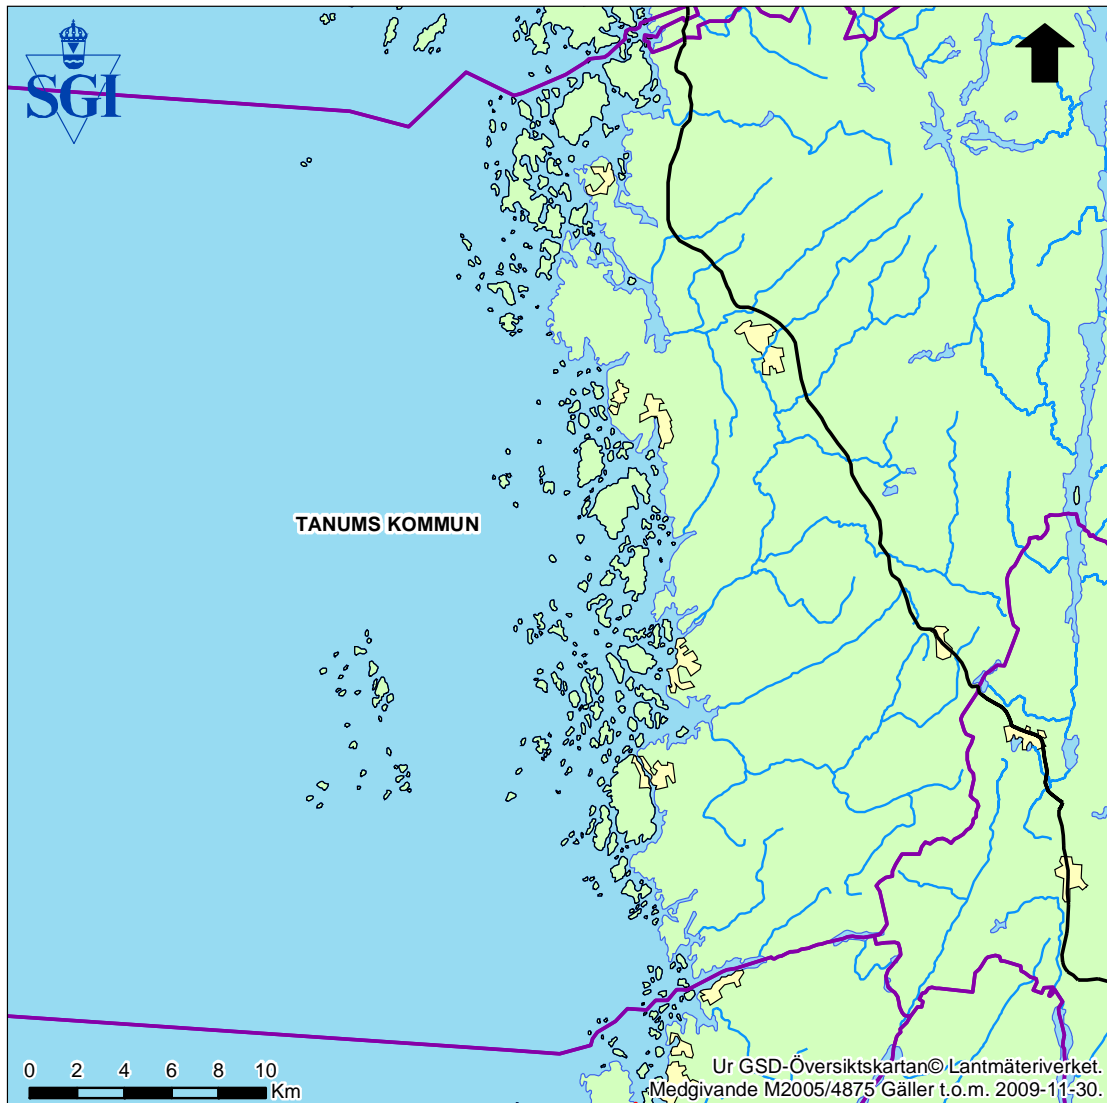 SGI
TANUMS KOMMUN
0 2 4 6 8 10
Km
Ur GSD-Översiktskartan© Lantmäteriverket.
Medgivande M2005/4875 Gäller t.o.m. 2009-11-30.